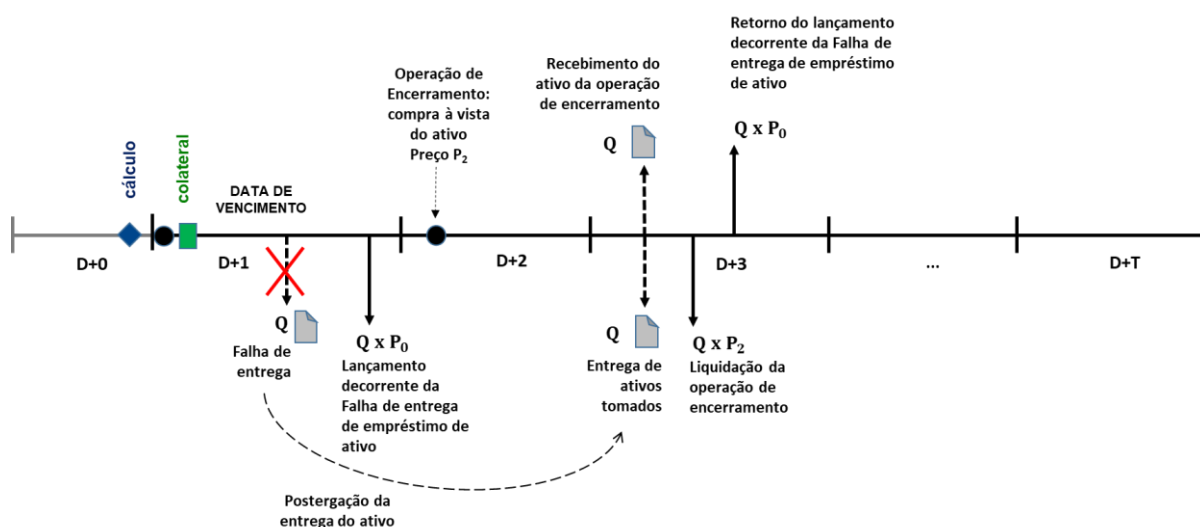 cálculo
colateral
DATA DE
VENCIMENTO
Operação de
Encerramento:
compra à vista
do ativo
Preço P₂
Recebimento do
ativo da operação
de encerramento
Q
Retorno do lançamento
decorrente da Falha de
entrega de empréstimo
de ativo
Q x P₀
D+0
D+1
D+2
D+3
...
D+T
Q
Falha de
entrega
Q x P₀
Lançamento
decorrente da
Falha de entrega
de empréstimo de
ativo
Q
Entrega de
ativos
tomados
Q x P₂
Liquidação da
operação de
encerramento
Postergação da
entrega do ativo